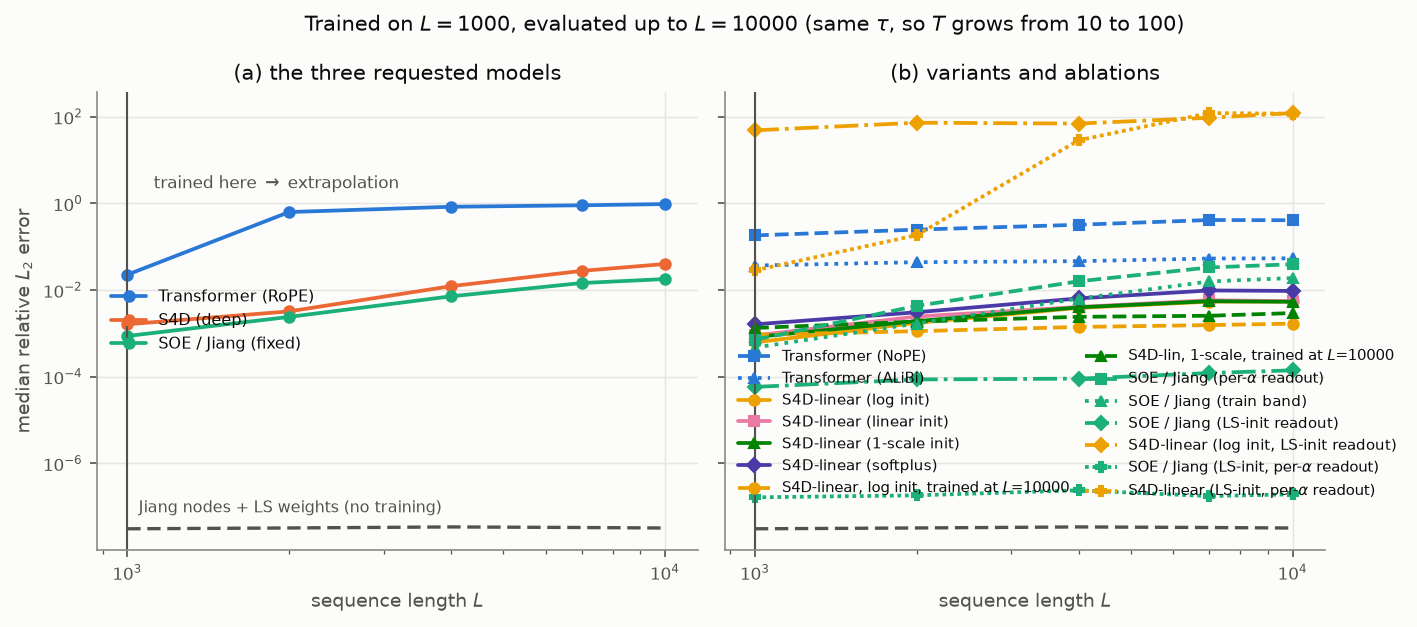 Trained on L = 1000, evaluated up to L = 10000 (same τ, so T grows from 10 to 100)
(a) the three requested models
median relative L₂ error
10²
10⁰
10⁻²
10⁻⁴
10⁻⁶
trained here → extrapolation
Transformer (RoPE)
S4D (deep)
SOE / Jiang (fixed)
Jiang nodes + LS weights (no training)
10³
10⁴
sequence length L
(b) variants and ablations
Transformer (NoPE)
Transformer (ALiBi)
S4D-linear (log init)
S4D-linear (linear init)
S4D-linear (1-scale init)
S4D-linear (softplus)
S4D-linear, log init, trained at L=10000
S4D-lin, 1-scale, trained at L=10000
SOE / Jiang (per-α readout)
SOE / Jiang (train band)
SOE / Jiang (LS-init readout)
S4D-linear (log init, LS-init readout)
SOE / Jiang (LS-init, per-α readout)
S4D-linear (LS-init, per-α readout)
10³
10⁴
sequence length L